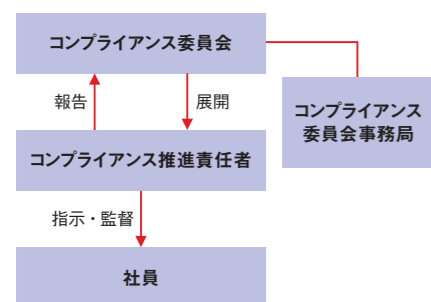 コンプライアンス委員会
報告
展開
コンプライアンス
委員会事務局
コンプライアンス推進責任者
指示・監督
社員